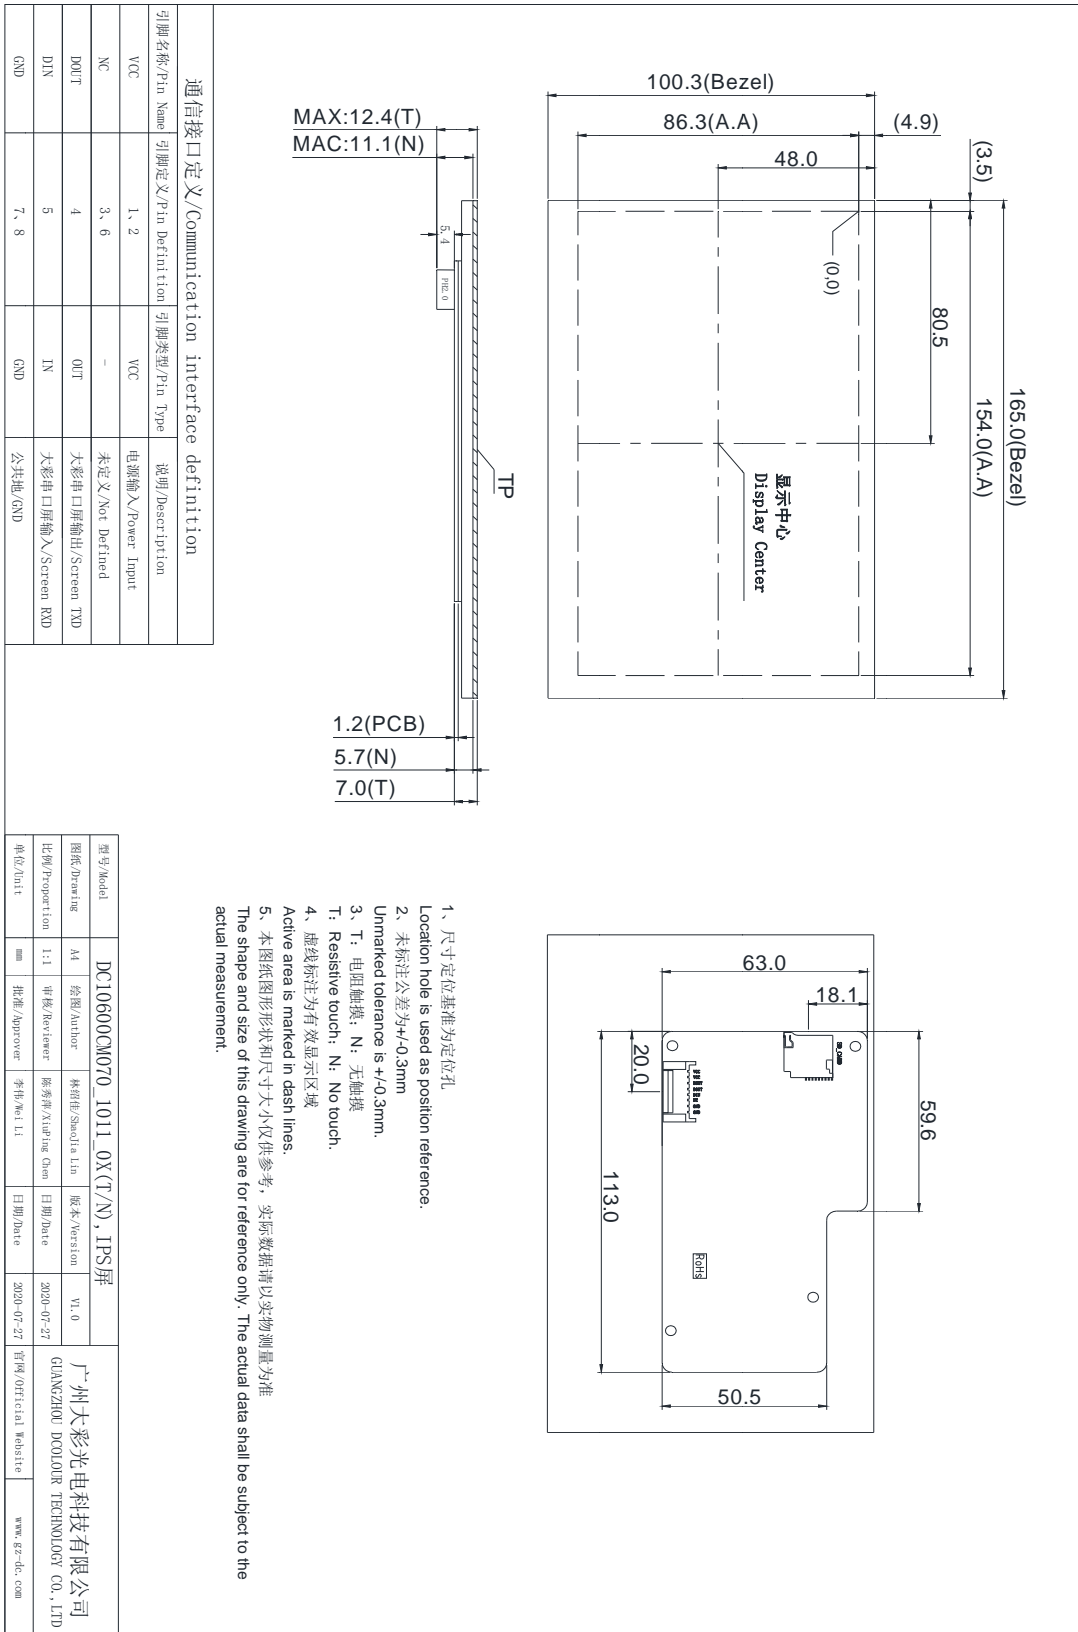 165.0(Bezel)
154.0(A.A)
(3.5)
80.5
(4.9)
100.3(Bezel)
86.3(A.A)
48.0
(0,0)
显示中心
Display Center
TP
MAX:12.4(T)
MAC:11.1(N)
5.4
PH2.0
1.2(PCB)
5.7(N)
7.0(T)
59.6
63.0
18.1
20.0
113.0
50.5
RoHS
1、尺寸定位基准为定位孔
Location hole is used as position reference.
2、未标注公差为+/-0.3mm
Unmarked tolerance is +/-0.3mm.
3、T：电阻触摸；N：无触摸
T: Resistive touch; N: No touch.
4、虚线标注为有效显示区域
Active area is marked in dash lines.
5、本图纸图形形状和尺寸大小仅供参考，实际数据请以实物测量为准
The shape and size of this drawing are for reference only. The actual data shall be subject to the
actual measurement.
通信接口定义/Communication interface definition
引脚名称/Pin Name 引脚定义/Pin Definition 引脚类型/Pin Type 说明/Description
VCC 1、2 VCC 电源输入/Power Input
NC 3、6 - 未定义/Not Defined
DOUT 4 OUT 大彩串口屏输出/Screen TXD
DIN 5 IN 大彩串口屏输入/Screen RXD
GND 7、8 GND 公共地/GND
型号/Model DC10600CM070_1011_0X(T/N),IPS屏
图纸/Drawing A4 绘图/Author 林绍佳/ShaoJia Lin 版本/Version V1.0
比例/Proportion 1:1 审核/Reviewer 陈秀萍/XiuPing Chen 日期/Date 2020-07-27
单位/Unit mm 批准/Approver 李伟/Wei Li 日期/Date 2020-07-27
广州大彩光电科技有限公司
GUANGZHOU DCOLOUR TECHNOLOGY CO.,LTD
官网/Official Website www.gz-dc.com